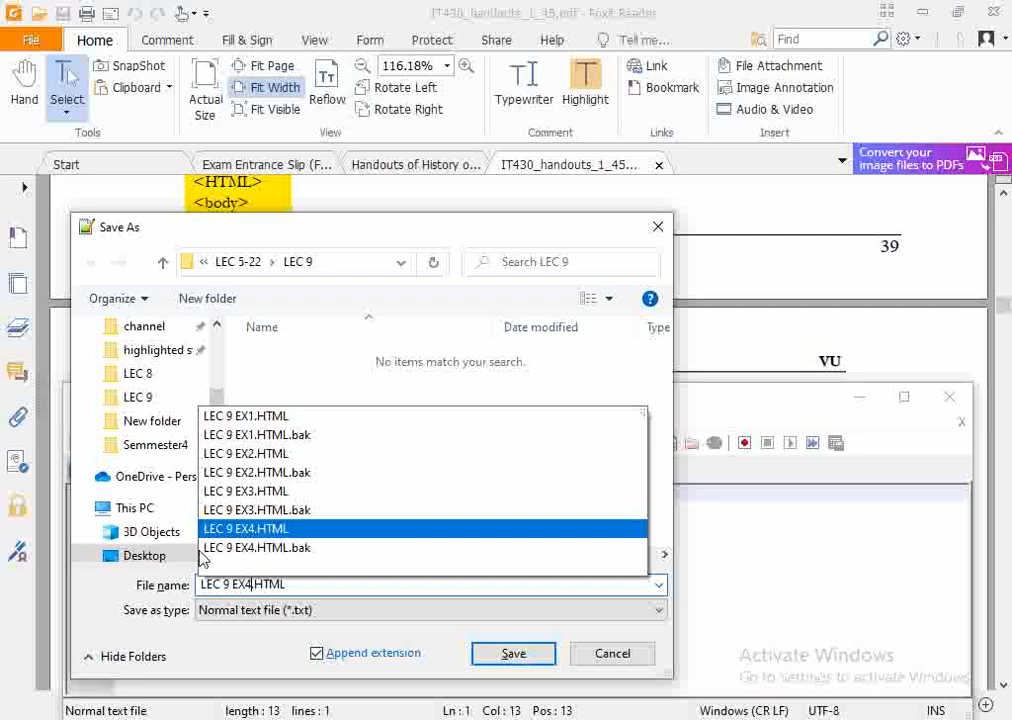 IT430_handouts_1_45.pdf - Foxit Reader
File Home Comment Fill & Sign View Form Protect Share Help Tell me... Find
Hand
Select
SnapShot
Clipboard
Tools
Actual
Size
Fit Page
Fit Width
Fit Visible
Reflow
116.18%
Rotate Left
Rotate Right
View
Typewriter
Highlight
Comment
Link
Bookmark
Links
File Attachment
Image Annotation
Audio & Video
Insert
Start Exam Entrance Slip (F... Handouts of History o... IT430_handouts_1_45...
Convert your
image files to PDFs
<HTML>
<body>
39
VU
Save As
« LEC 5-22 › LEC 9
Search LEC 9
Organize New folder
channel
highlighted s
LEC 8
LEC 9
New folder
Semmester4
OneDrive - Pers
This PC
3D Objects
Desktop
Name Date modified Type
No items match your search.
LEC 9 EX1.HTML
LEC 9 EX1.HTML.bak
LEC 9 EX2.HTML
LEC 9 EX2.HTML.bak
LEC 9 EX3.HTML
LEC 9 EX3.HTML.bak
LEC 9 EX4.HTML
LEC 9 EX4.HTML.bak
File name: LEC 9 EX4.HTML
Save as type: Normal text file (*.txt)
Hide Folders
Append extension
Save
Cancel
Activate Windows
Go to Settings to activate Windows.
Normal text file length : 13 lines : 1 Ln : 1 Col : 13 Pos : 13 Windows (CR LF) UTF-8 INS